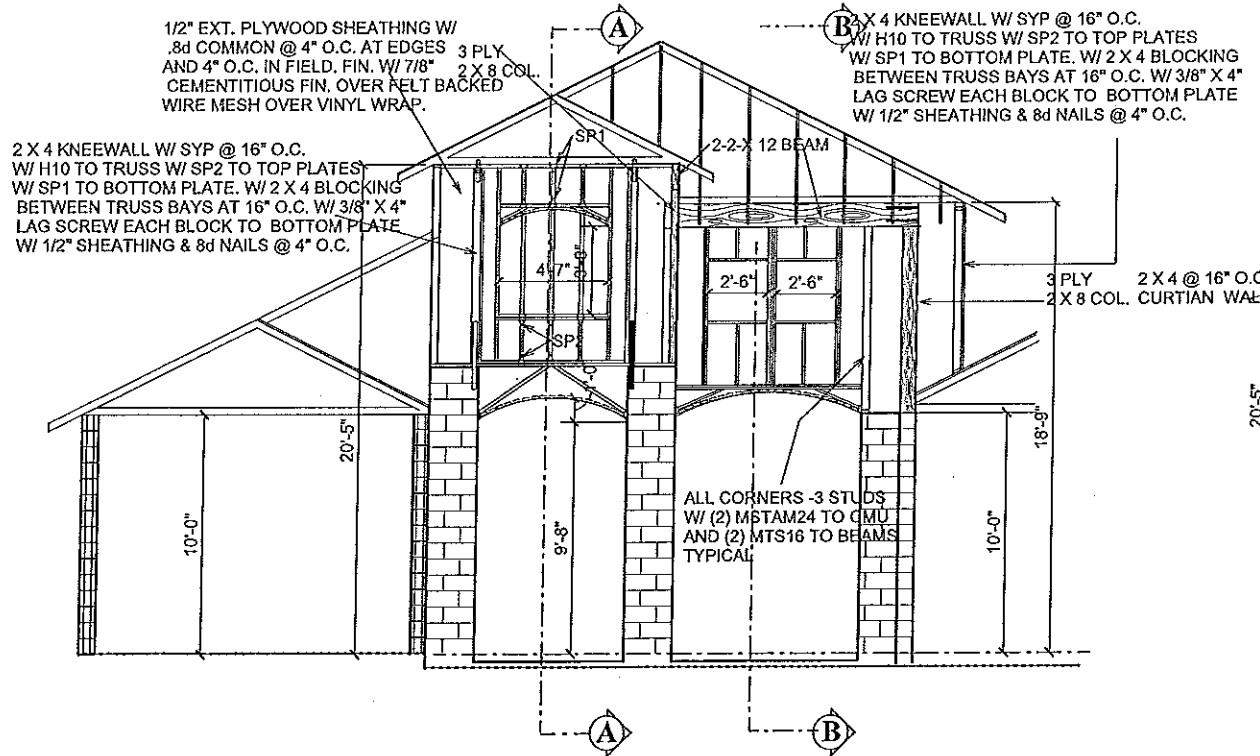 1/2" EXT. PLYWOOD SHEATHING W/
.8d COMMON @ 4" O.C. AT EDGES
AND 4" O.C. IN FIELD. FIN. W/ 7/8"
CEMENTITIOUS FIN. OVER FELT BACKED
WIRE MESH OVER VINYL WRAP.
3 PLY
2 X 8 COL.
A
B
2 X 4 KNEEWALL W/ SYP @ 16" O.C.
W/ H10 TO TRUSS W/ SP2 TO TOP PLATES
W/ SP1 TO BOTTOM PLATE. W/ 2 X 4 BLOCKING
BETWEEN TRUSS BAYS AT 16" O.C. W/ 3/8" X 4"
LAG SCREW EACH BLOCK TO BOTTOM PLATE
W/ 1/2" SHEATHING & 8d NAILS @ 4" O.C.
2 X 4 KNEEWALL W/ SYP @ 16" O.C.
W/ H10 TO TRUSS W/ SP2 TO TOP PLATES
W/ SP1 TO BOTTOM PLATE. W/ 2 X 4 BLOCKING
BETWEEN TRUSS BAYS AT 16" O.C. W/ 3/8" X 4"
LAG SCREW EACH BLOCK TO BOTTOM PLATE
W/ 1/2" SHEATHING & 8d NAILS @ 4" O.C.
SP1
2-2-X 12 BEAM
4'-7"
2'-6"
2'-6"
3 PLY
2 X 8 COL.
2 X 4 @ 16" O.C
CURTIAN WAL
SP2
20'-5"
18'-9"
20'-5"
10'-0"
9'-8"
10'-0"
ALL CORNERS -3 STUDS
W/ (2) MSTAM24 TO CMU
AND (2) MTS16 TO BEAMS
TYPICAL
A
B